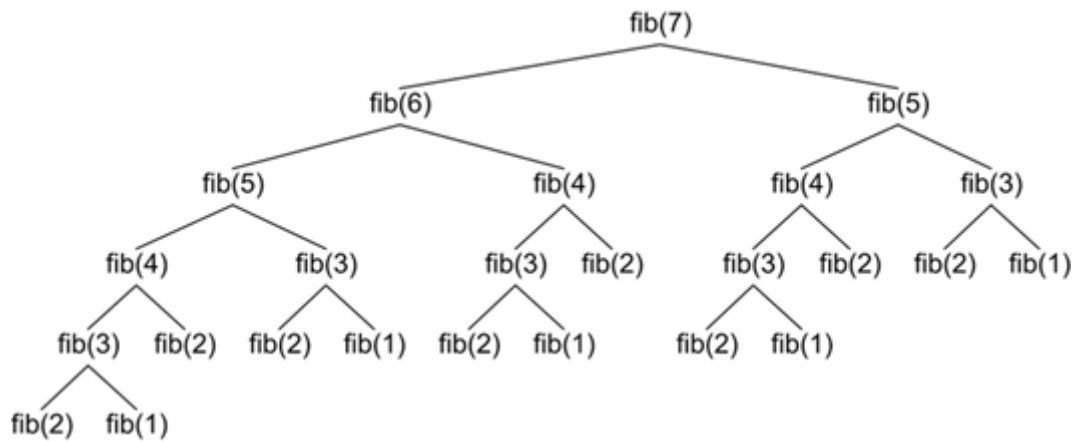 fib(7)
fib(6) fib(5)
fib(5) fib(4) fib(4) fib(3)
fib(4) fib(3) fib(3) fib(2) fib(3) fib(2) fib(2) fib(1)
fib(3) fib(2) fib(2) fib(1) fib(2) fib(1) fib(2) fib(1)
fib(2) fib(1)